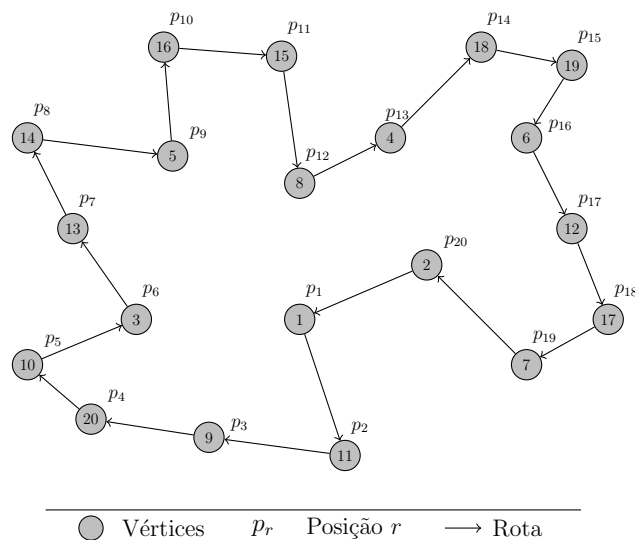 p14
p10
p11
p15
16
15
18
19
p8
p9
p13
p16
14
5
p12
4
6
8
p7
p17
13
p20
12
2
p6
p1
p18
3
1
p19
17
p5
10
7
p4
p3
p2
20
9
11
Vértices pr Posição r Rota